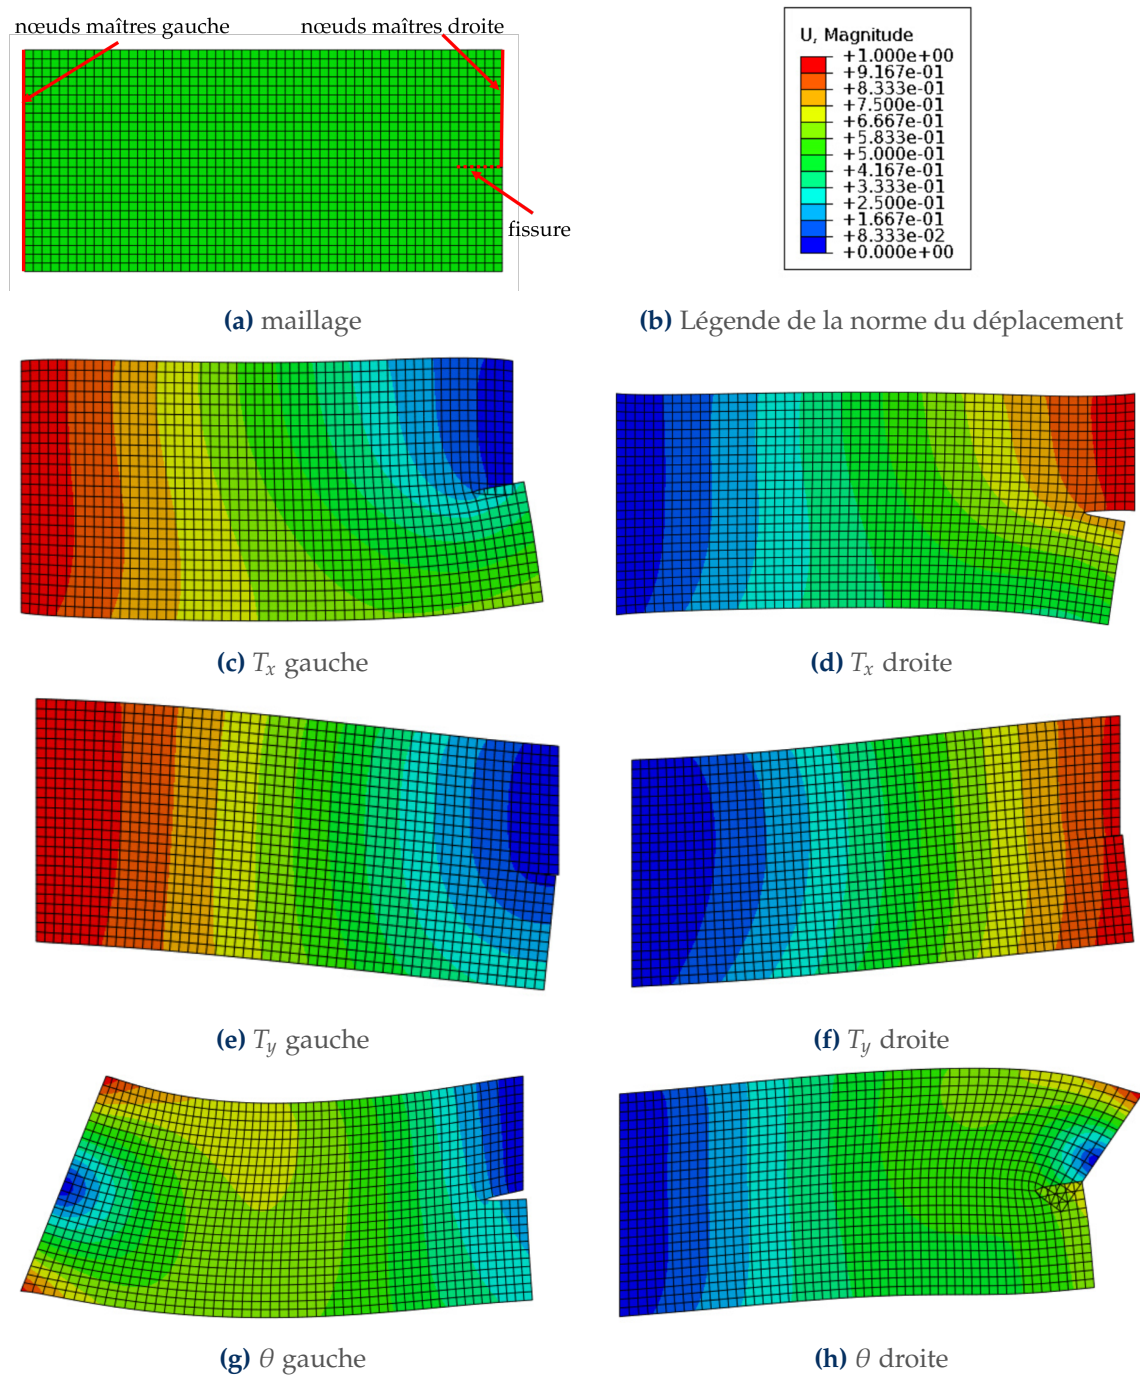 nœuds maîtres gauche
nœuds maîtres droite
fissure
U, Magnitude
+1.000e+00
+9.167e-01
+8.333e-01
+7.500e-01
+6.667e-01
+5.833e-01
+5.000e-01
+4.167e-01
+3.333e-01
+2.500e-01
+1.667e-01
+8.333e-02
+0.000e+00
(a) maillage
(b) Légende de la norme du déplacement
(c) Tx gauche
(d) Tx droite
(e) Ty gauche
(f) Ty droite
(g) θ gauche
(h) θ droite